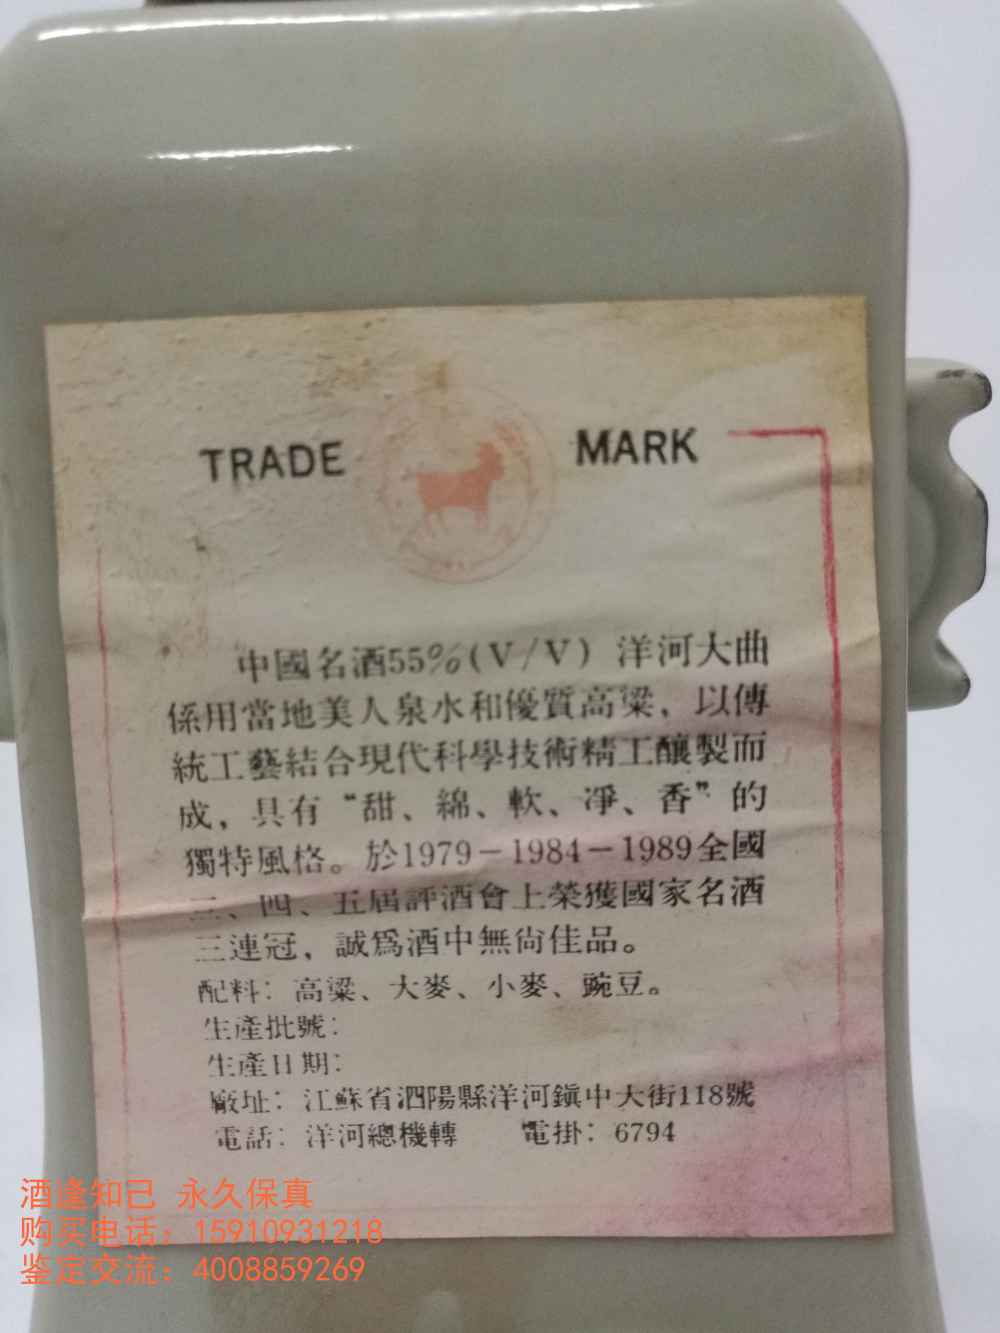 TRADE MARK
中國名酒55%(V/V) 洋河大曲
係用當地美人泉水和優質高粱，以傳
統工藝結合現代科學技術精工釀製而
成，具有“甜、綿、軟、凈、香”的
獨特風格。於1979－1984－1989全國
三、四、五屆評酒會上榮獲國家名酒
三連冠，誠爲酒中無尙佳品。
配料：高粱、大麥、小麥、豌豆。
生產批號：
生產日期：
廠址：江蘇省泗陽縣洋河鎮中大街118號
電話：洋河總機轉 電掛：6794
酒逢知已 永久保真
购买电话：15910931218
鉴定交流：4008859269